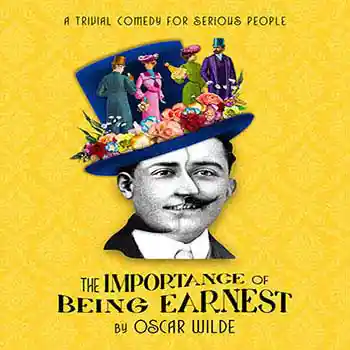 A TRIVIAL COMEDY FOR SERIOUS PEOPLE
THE IMPORTANCE OF
BEING EARNEST
BY OSCAR WILDE